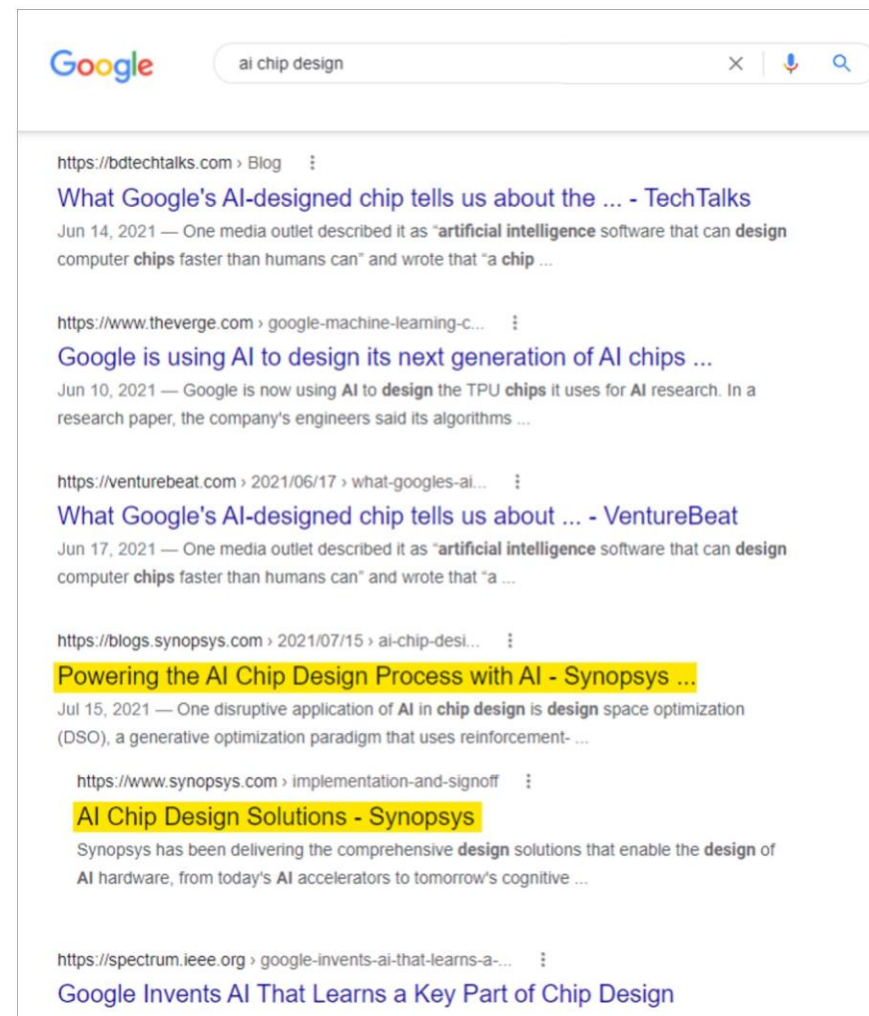 Google
ai chip design
https://bdtechtalks.com › Blog
What Google's AI-designed chip tells us about the ... - TechTalks
Jun 14, 2021 — One media outlet described it as “artificial intelligence software that can design
computer chips faster than humans can” and wrote that “a chip ...
https://www.theverge.com › google-machine-learning-c...
Google is using AI to design its next generation of AI chips ...
Jun 10, 2021 — Google is now using AI to design the TPU chips it uses for AI research. In a
research paper, the company's engineers said its algorithms ...
https://venturebeat.com › 2021/06/17 › what-googles-ai...
What Google's AI-designed chip tells us about ... - VentureBeat
Jun 17, 2021 — One media outlet described it as “artificial intelligence software that can design
computer chips faster than humans can” and wrote that “a ...
https://blogs.synopsys.com › 2021/07/15 › ai-chip-desi...
Powering the AI Chip Design Process with AI - Synopsys ...
Jul 15, 2021 — One disruptive application of AI in chip design is design space optimization
(DSO), a generative optimization paradigm that uses reinforcement- ...
https://www.synopsys.com › implementation-and-signoff
AI Chip Design Solutions - Synopsys
Synopsys has been delivering the comprehensive design solutions that enable the design of
AI hardware, from today's AI accelerators to tomorrow's cognitive ...
https://spectrum.ieee.org › google-invents-ai-that-learns-a-...
Google Invents AI That Learns a Key Part of Chip Design